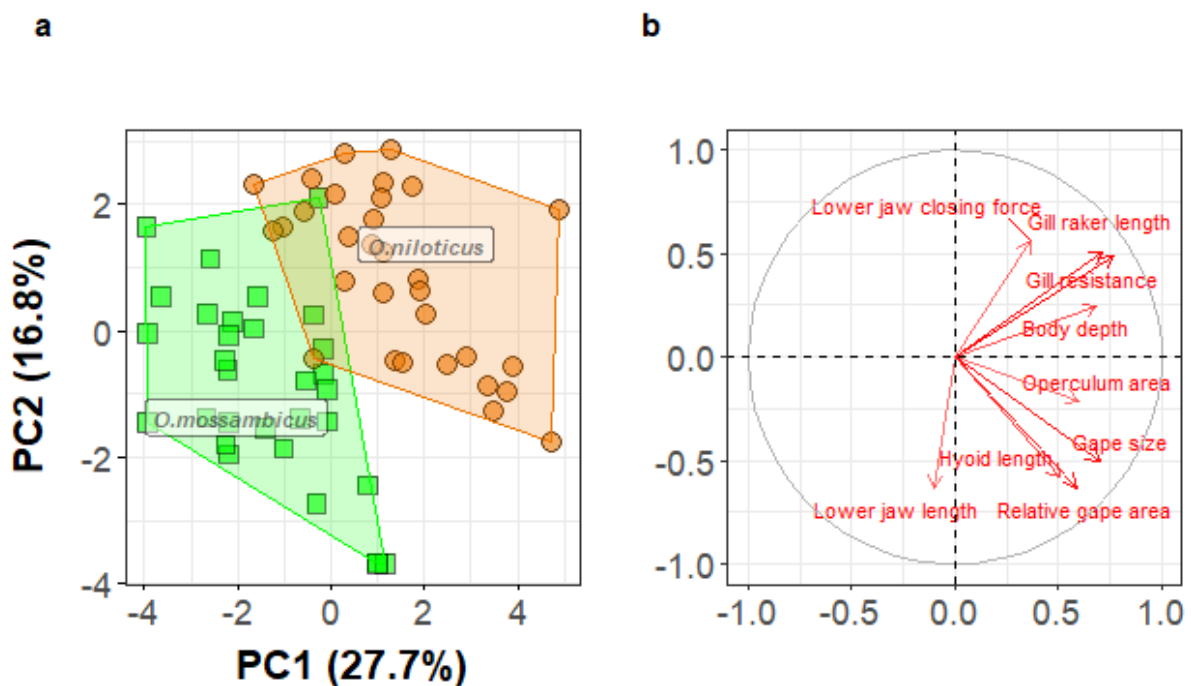 a
b
2
0
-2
-4
-4
-2
0
2
4
PC2 (16.8%)
PC1 (27.7%)
O.niloticus
O.mossambicus
1.0
0.5
0.0
-0.5
-1.0
-1.0
-0.5
0.0
0.5
1.0
Lower jaw closing force
Gill raker length
Gill resistance
Body depth
Operculum area
Gape size
Hyoid length
Lower jaw length
Relative gape area